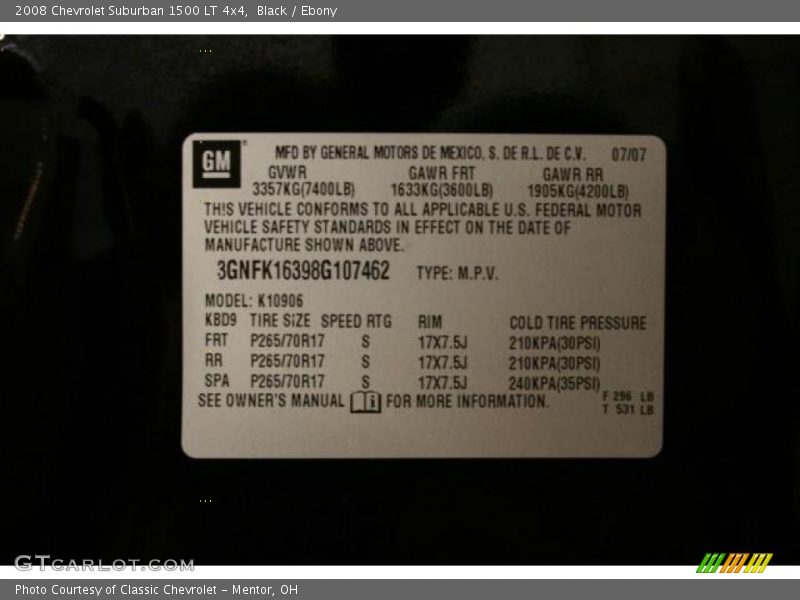 2008 Chevrolet Suburban 1500 LT 4x4, Black / Ebony
GM MFD BY GENERAL MOTORS DE MEXICO, S. DE R.L. DE C.V. 07/07
GVWR GAWR FRT GAWR RR
3357KG(7400LB) 1633KG(3600LB) 1905KG(4200LB)
THIS VEHICLE CONFORMS TO ALL APPLICABLE U.S. FEDERAL MOTOR
VEHICLE SAFETY STANDARDS IN EFFECT ON THE DATE OF
MANUFACTURE SHOWN ABOVE.
3GNFK16398G107462 TYPE: M.P.V.
MODEL: K10906
KBD9 TIRE SIZE SPEED RTG RIM COLD TIRE PRESSURE
FRT P265/70R17 S 17X7.5J 210KPA(30PSI)
RR P265/70R17 S 17X7.5J 210KPA(30PSI)
SPA P265/70R17 S 17X7.5J 240KPA(35PSI)
SEE OWNER'S MANUAL i FOR MORE INFORMATION.
F 296 LB
T 531 LB
GTCARLOT.COM
Photo Courtesy of Classic Chevrolet - Mentor, OH